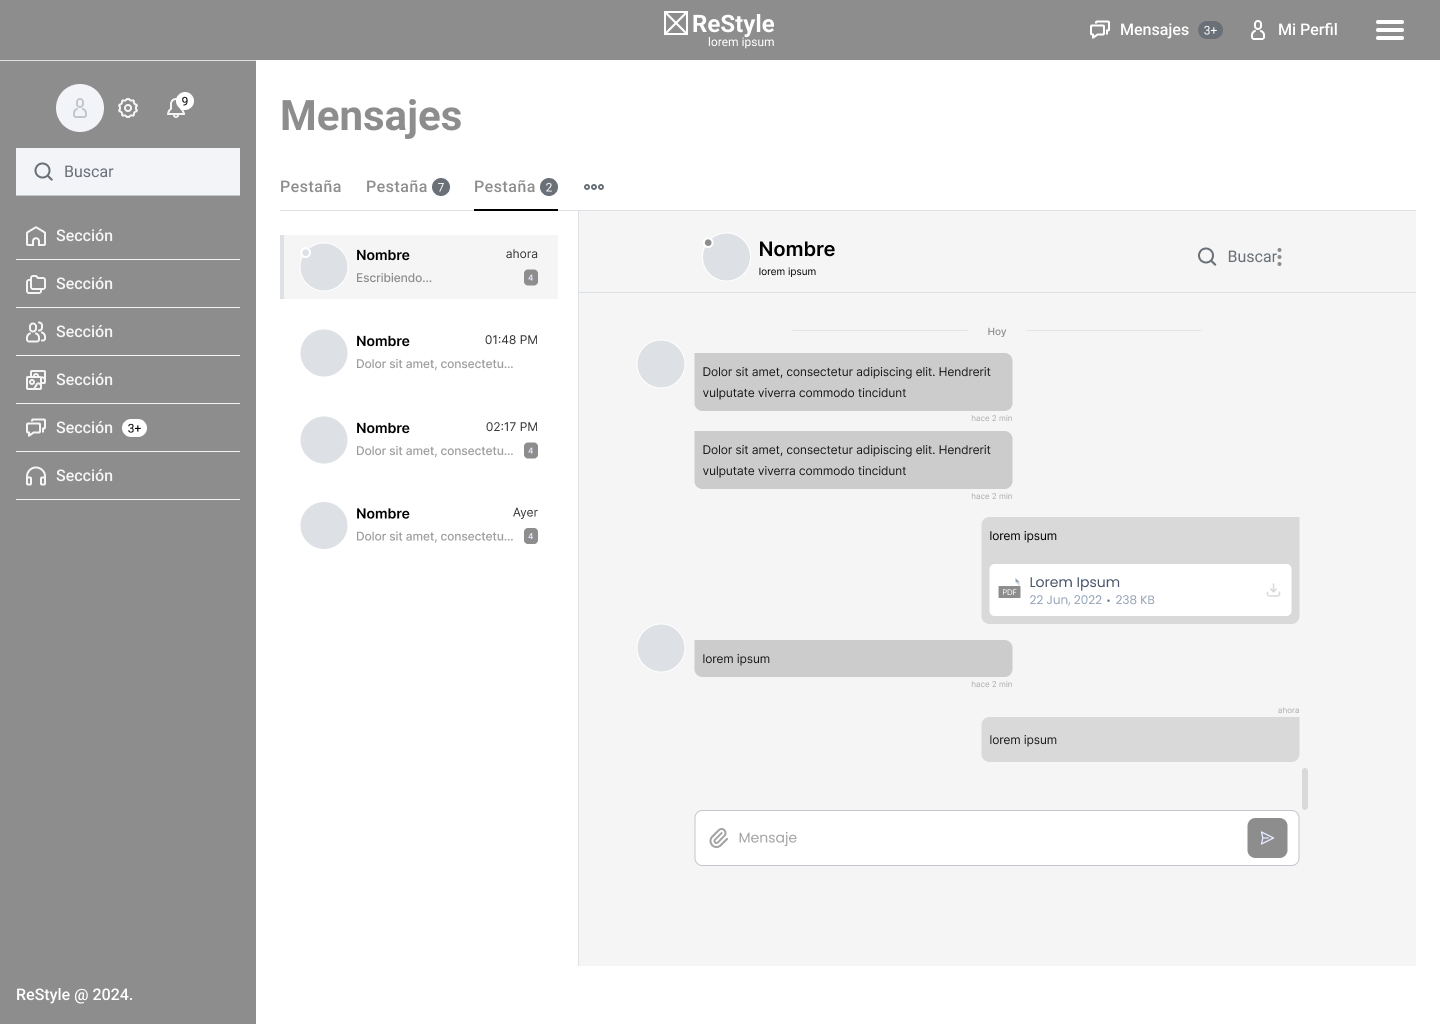 ReStyle
lorem ipsum
Mensajes 3+
Mi Perfil
9
Buscar
Sección
Sección
Sección
Sección
Sección 3+
Sección
ReStyle @ 2024.
Mensajes
Pestaña
Pestaña 7
Pestaña 2
Nombre ahora
Escribiendo... 4
Nombre 01:48 PM
Dolor sit amet, consectetu...
Nombre 02:17 PM
Dolor sit amet, consectetu... 4
Nombre Ayer
Dolor sit amet, consectetu... 4
Nombre
lorem ipsum
Buscar
Hoy
Dolor sit amet, consectetur adipiscing elit. Hendrerit
vulputate viverra commodo tincidunt
hace 2 min
Dolor sit amet, consectetur adipiscing elit. Hendrerit
vulputate viverra commodo tincidunt
hace 2 min
lorem ipsum
PDF
Lorem Ipsum
22 Jun, 2022 • 238 KB
lorem ipsum
hace 2 min
ahora
lorem ipsum
Mensaje